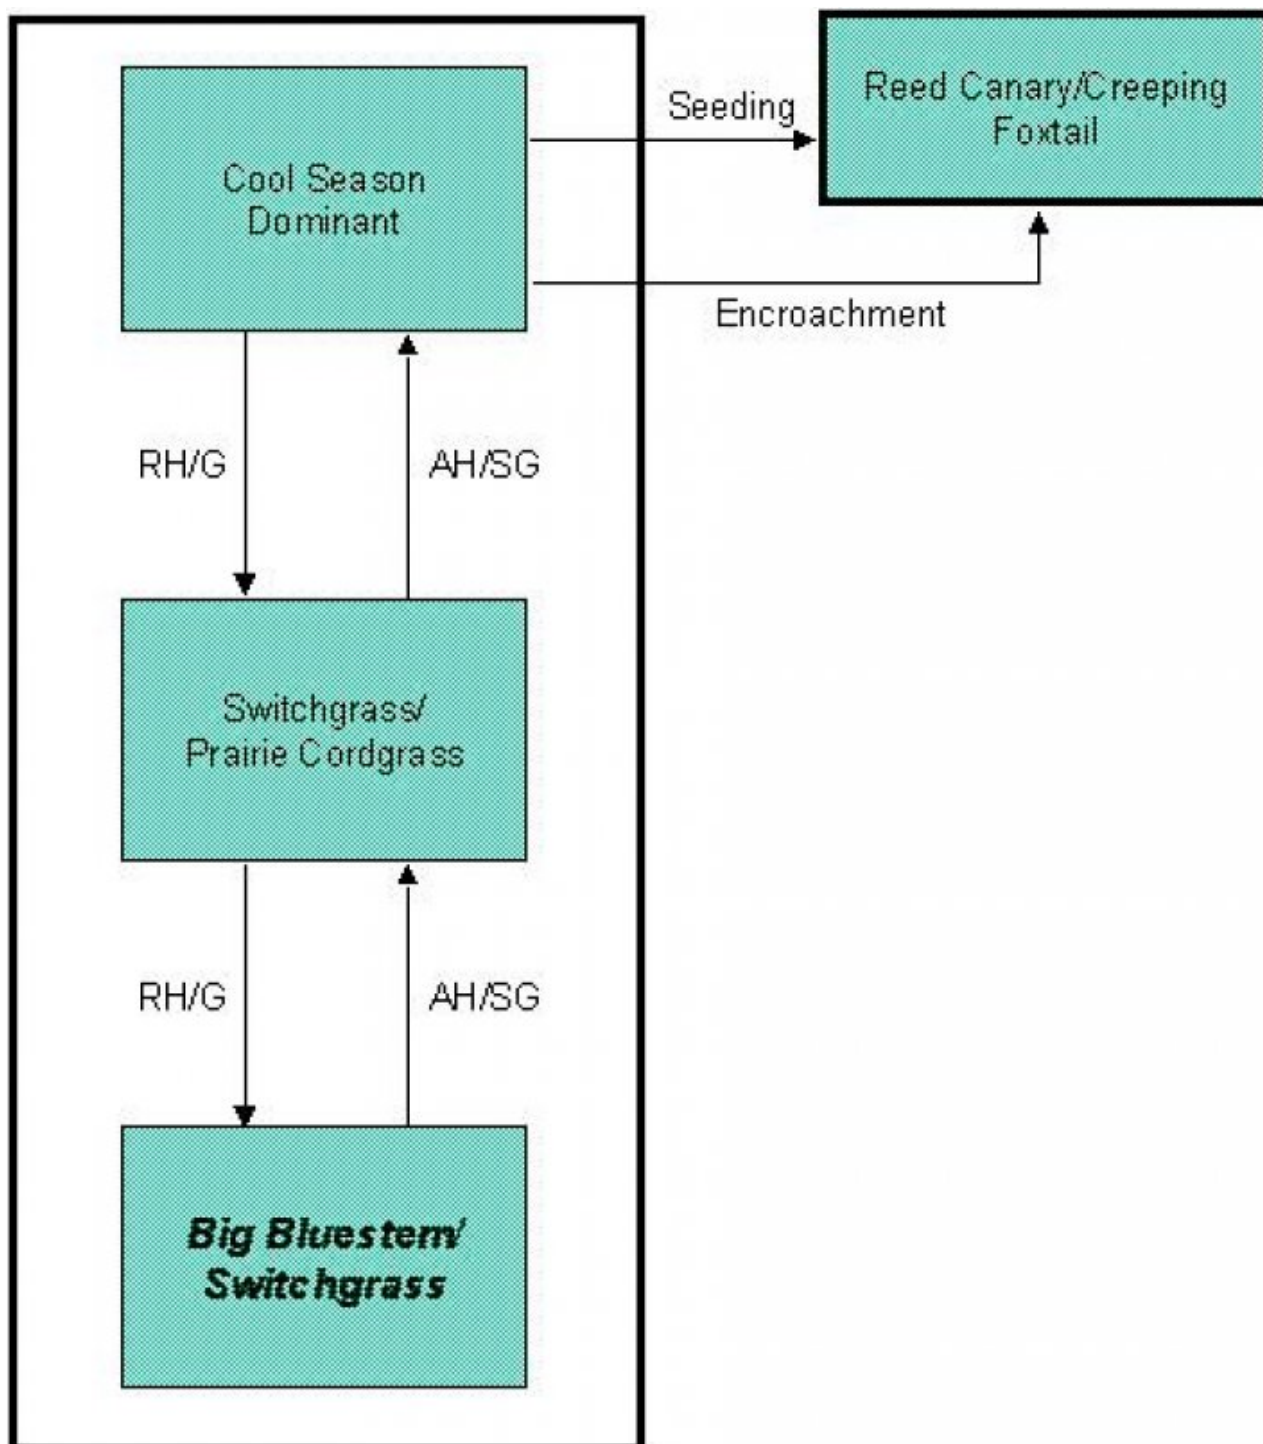 Reed Canary/Creeping
Foxtail
Seeding
Cool Season
Dominant
Encroachment
RH/G
AH/SG
Switchgrass/
Prairie Cordgrass
RH/G
AH/SG
Big Bluestem/
Switchgrass